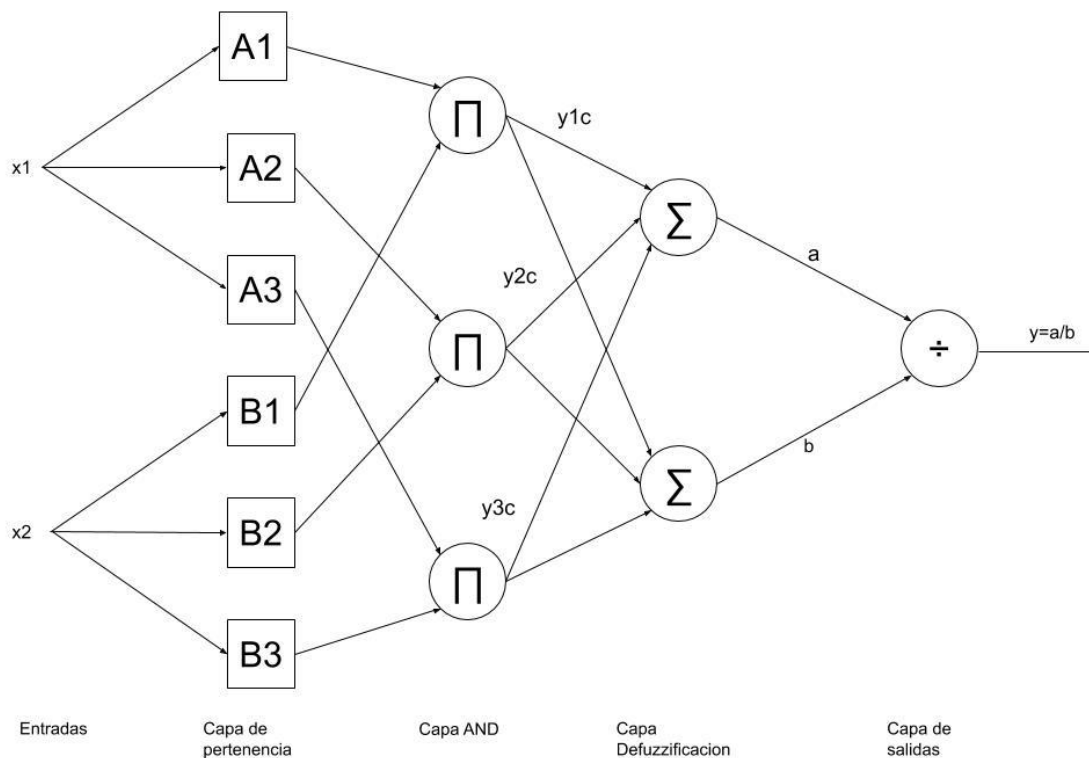 A1
∏
y1c
x1
A2
∑
a
A3
y2c
∏
÷
y=a/b
B1
b
y3c
∑
x2
B2
∏
B3
Entradas
Capa de
pertenencia
Capa AND
Capa
Defuzzificacion
Capa de
salidas